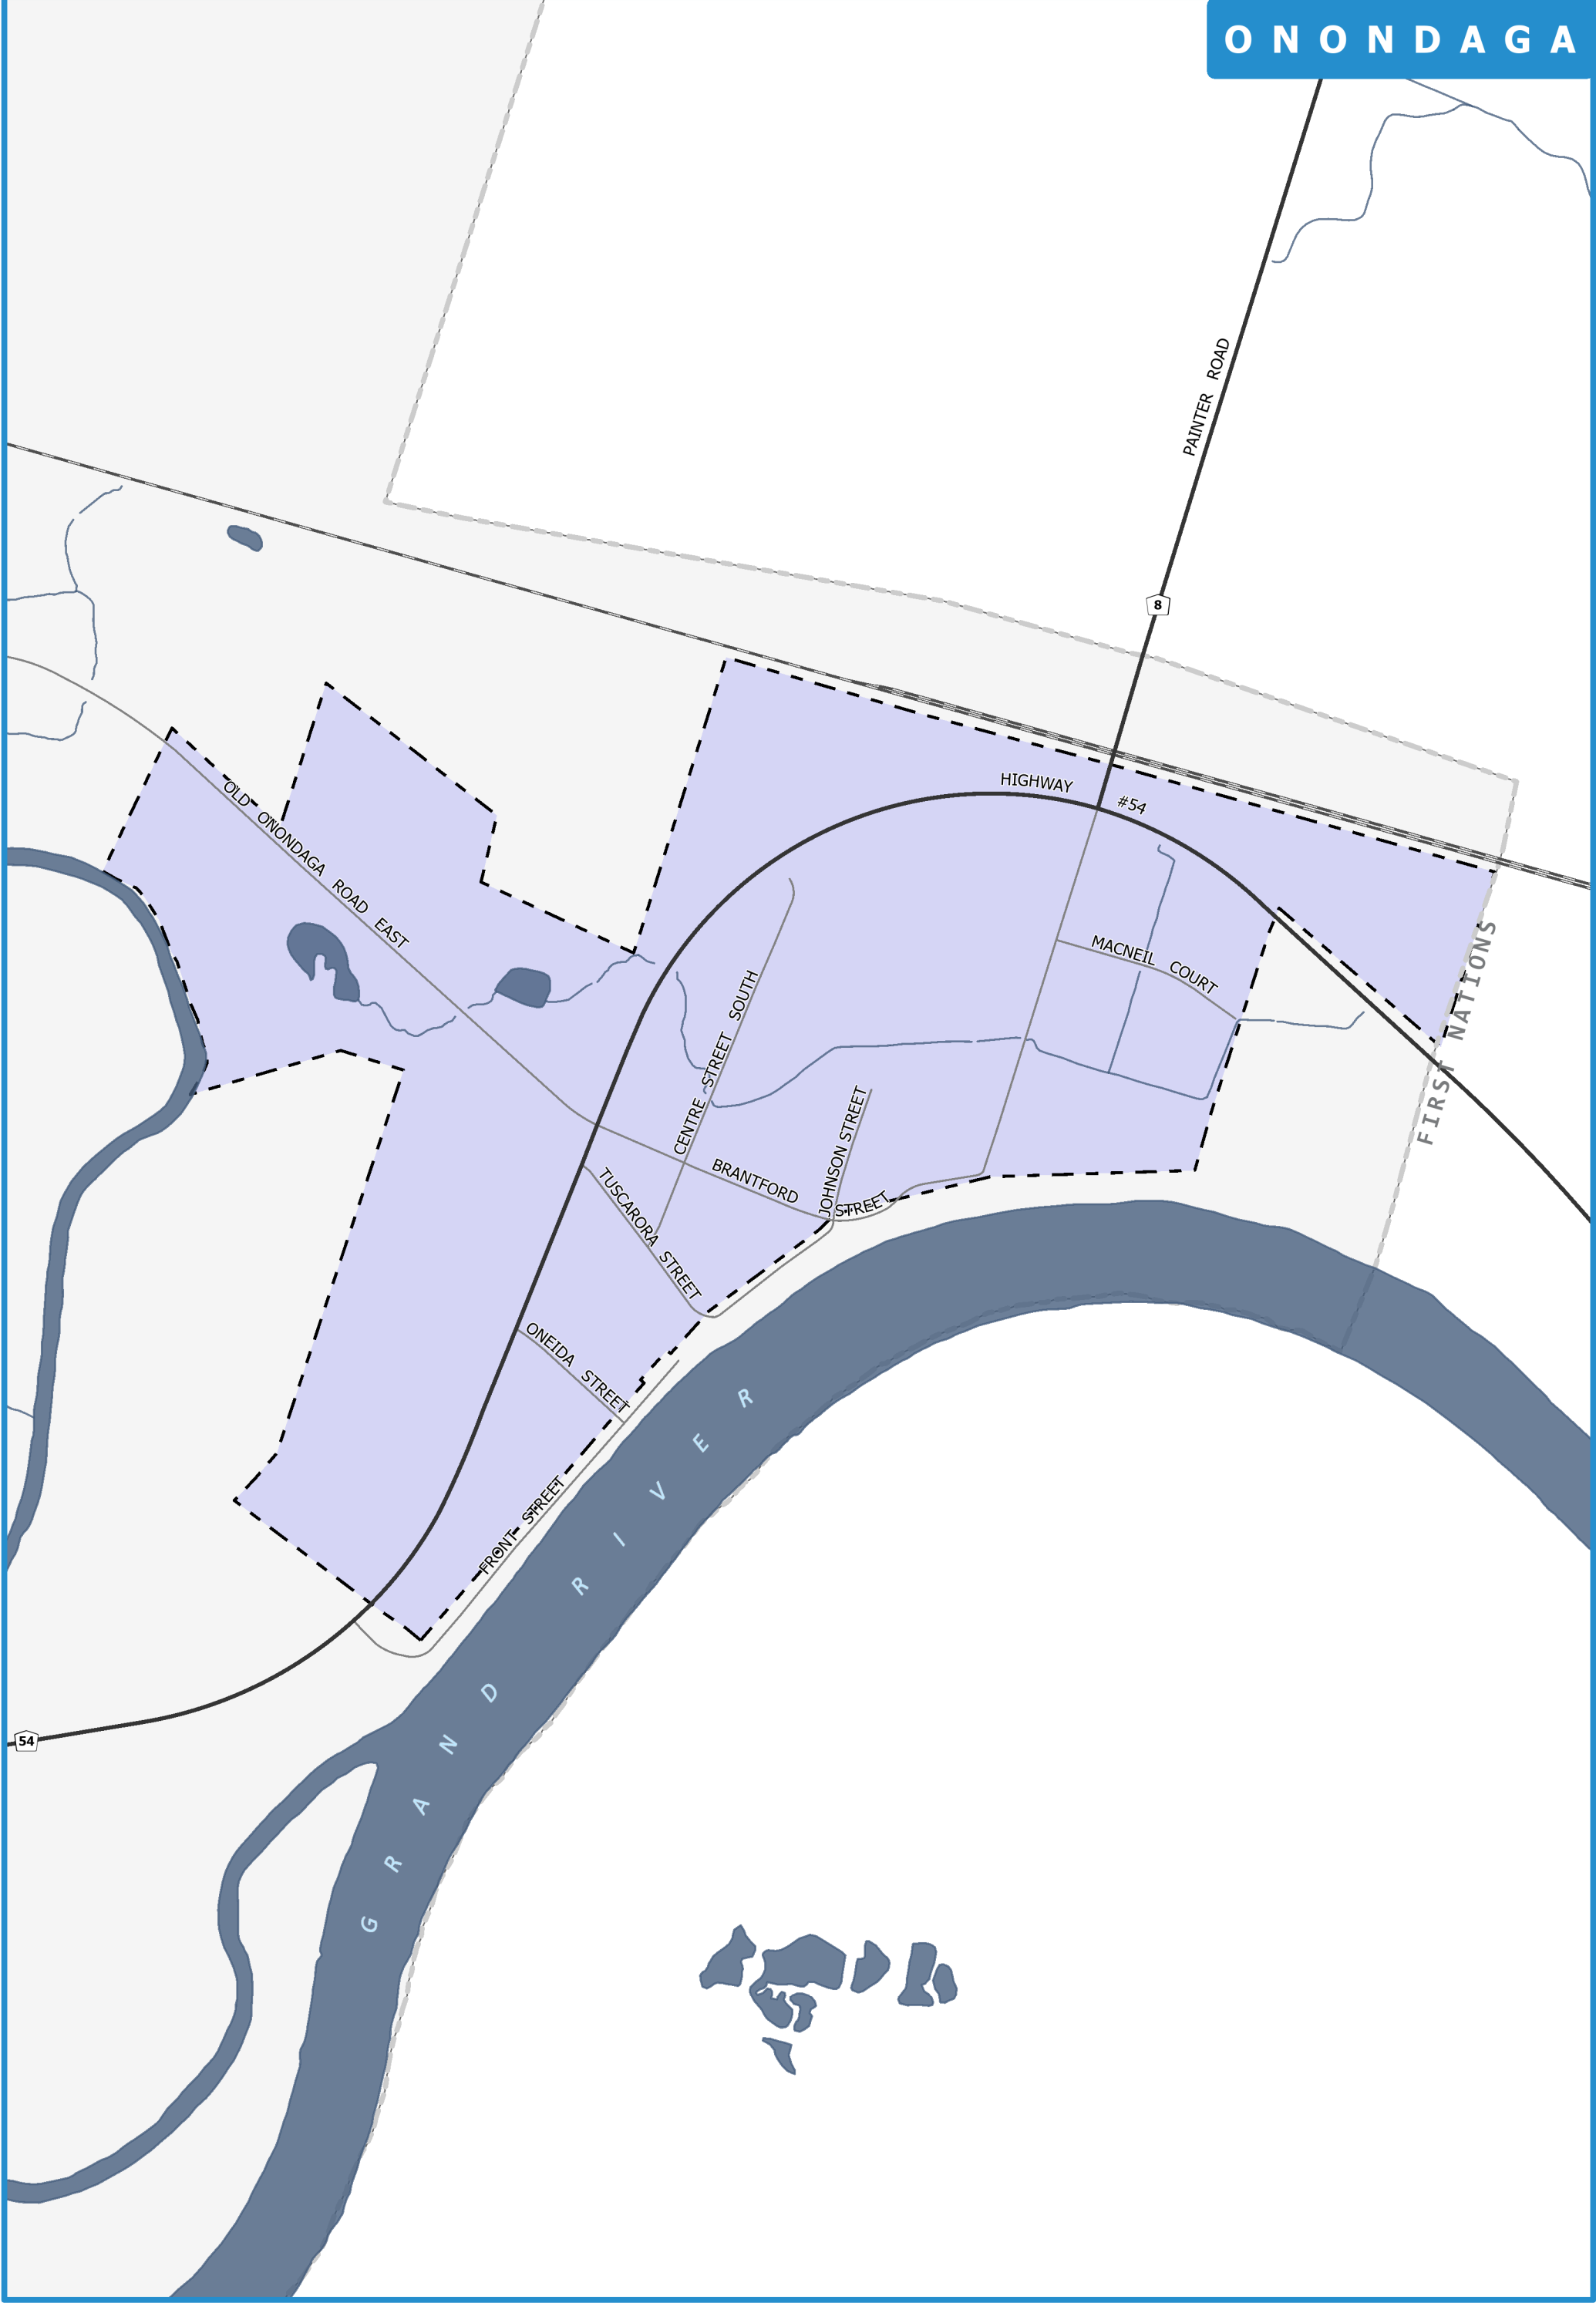 ONONDAGA
PAINTER ROAD
8
HIGHWAY #54
OLD ONONDAGA ROAD EAST
MACNEIL COURT
FIRST NATIONS
CENTRE STREET SOUTH
JOHNSON STREET
BRANTFORD STREET
TUSCARORA STREET
ONEIDA STREET
FRONT STREET
GRAND RIVER
54